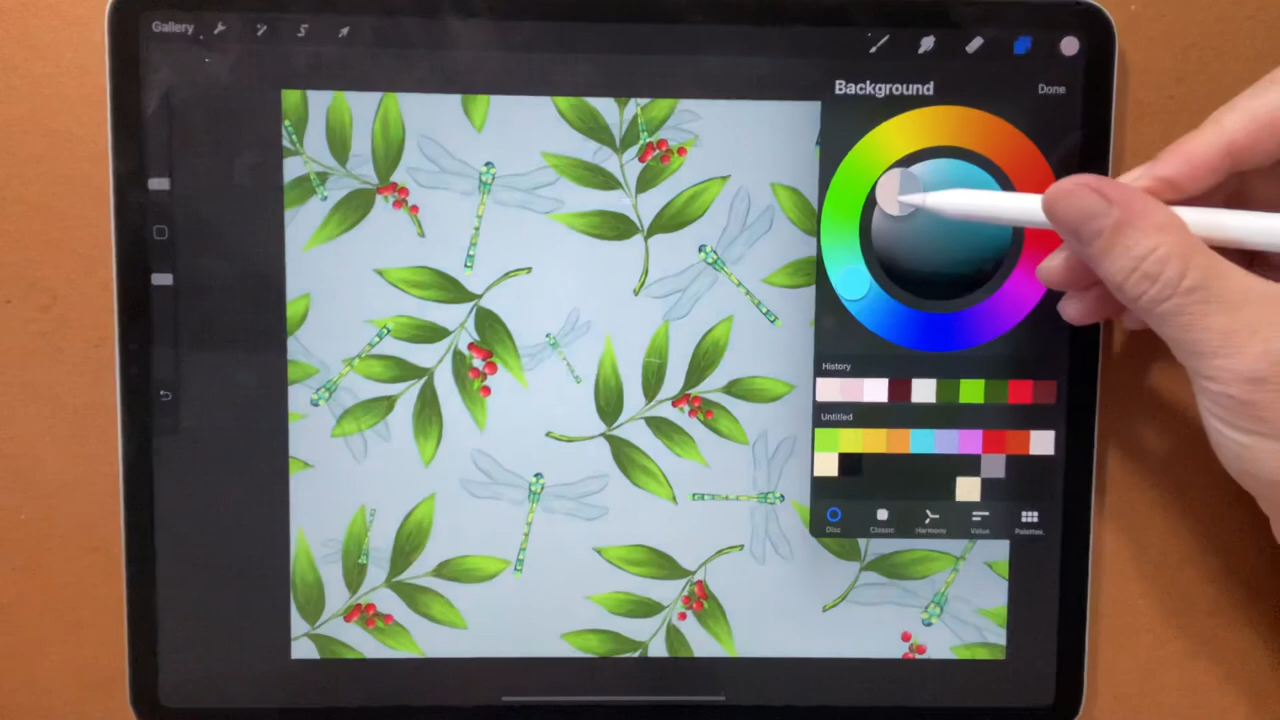 Gallery
Background
Done
History
Untitled
Disc
Classic
Harmony
Value
Palettes